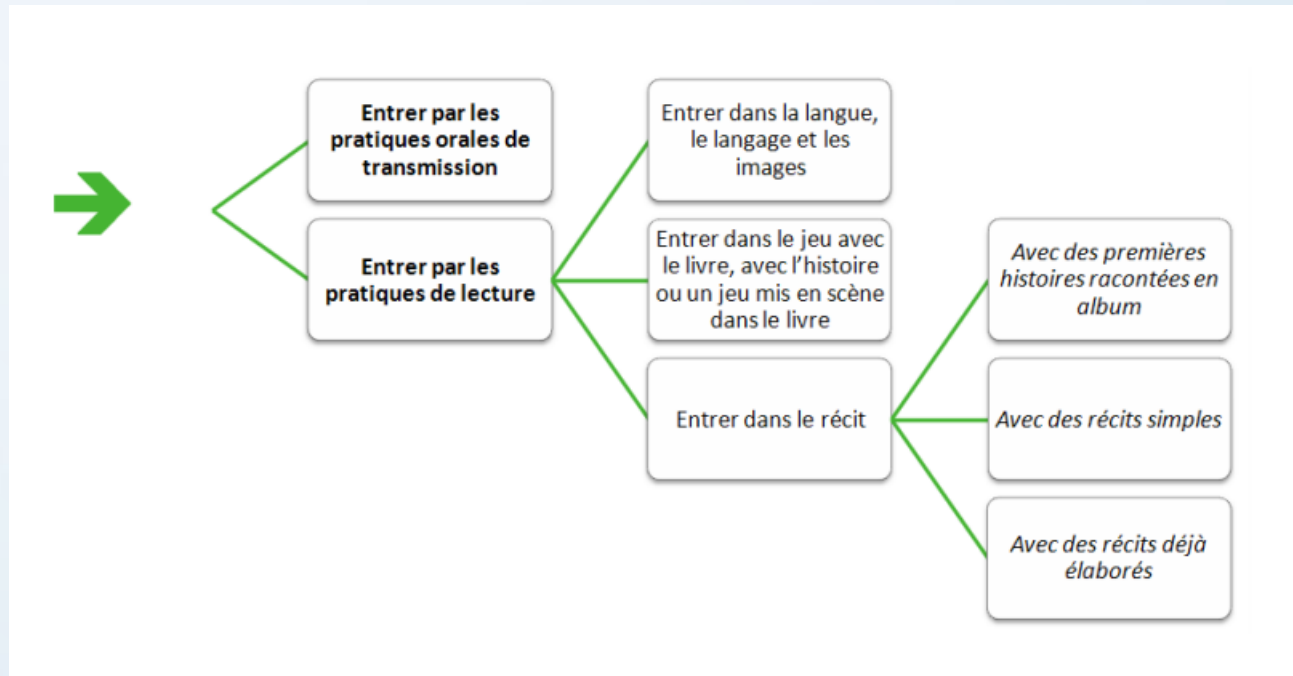 Entrer par les
pratiques orales de
transmission
Entrer par les
pratiques de lecture
Entrer dans la langue,
le langage et les
images
Entrer dans le jeu avec
le livre, avec l’histoire
ou un jeu mis en scène
dans le livre
Entrer dans le récit
Avec des premières
histoires racontées en
album
Avec des récits simples
Avec des récits déjà
élaborés